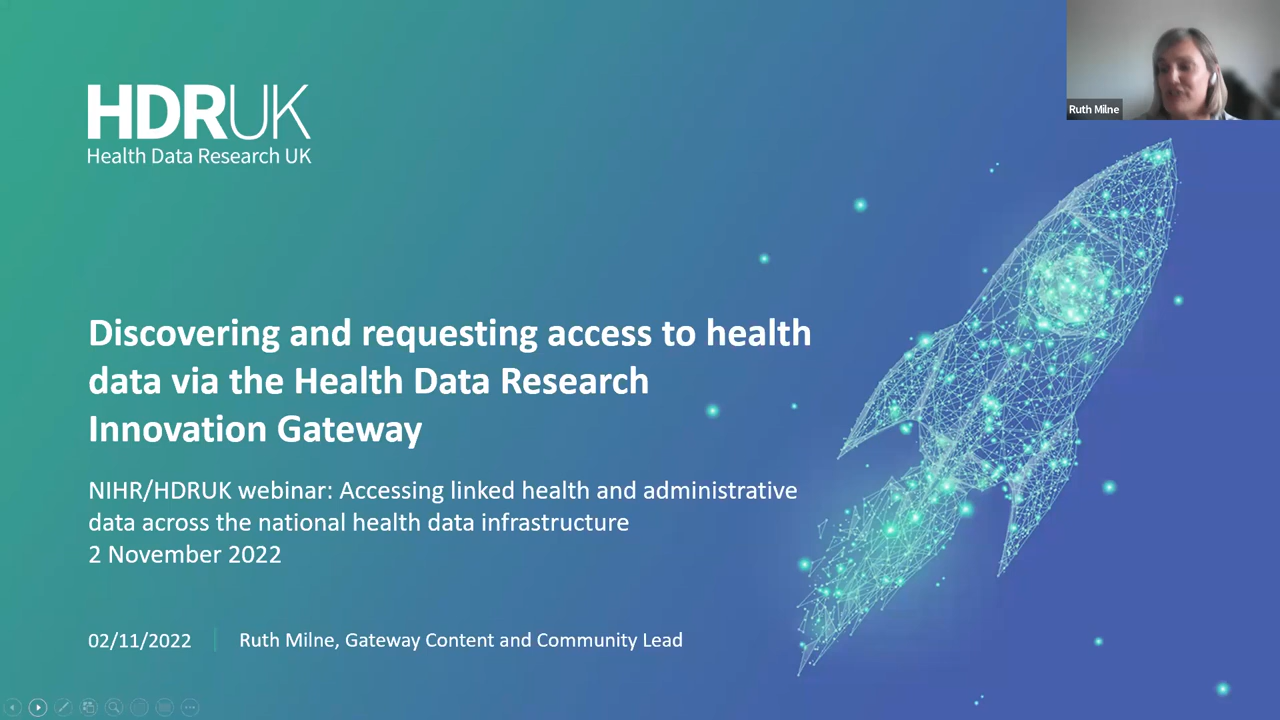 HDRUK
Health Data Research UK
Ruth Milne
Discovering and requesting access to health
data via the Health Data Research
Innovation Gateway
NIHR/HDRUK webinar: Accessing linked health and administrative
data across the national health data infrastructure
2 November 2022
02/11/2022
Ruth Milne, Gateway Content and Community Lead